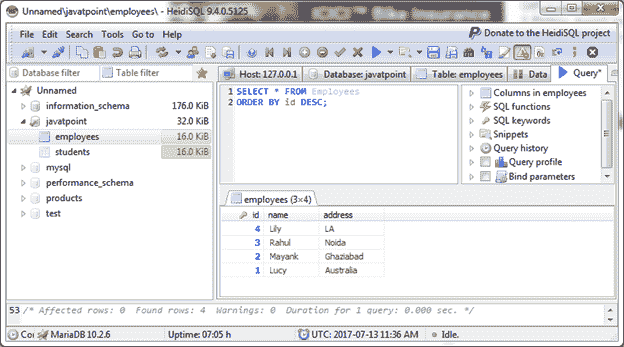 Unnamed\javatpoint\employees\ - HeidiSQL 9.4.0.5125
File Edit Search Tools Go to Help
Donate to the HeidiSQL project
Database filter Table filter
Host: 127.0.0.1 Database: javatpoint Table: employees Data Query*
Unnamed
information_schema 176.0 KiB
javatpoint 32.0 KiB
employees 16.0 KiB
students 16.0 KiB
mysql
performance_schema
products
test
1 SELECT * FROM Employees
2 ORDER BY id DESC;
Columns in employees
SQL functions
SQL keywords
Snippets
Query history
Query profile
Bind parameters
employees (3×4)
id name address
4 Lily LA
3 Rahul Noida
2 Mayank Ghaziabad
1 Lucy Australia
53 /* Affected rows: 0 Found rows: 4 Warnings: 0 Duration for 1 query: 0.000 sec. */
MariaDB 10.2.6 Uptime: 07:05 h UTC: 2017-07-13 11:36 AM Idle.